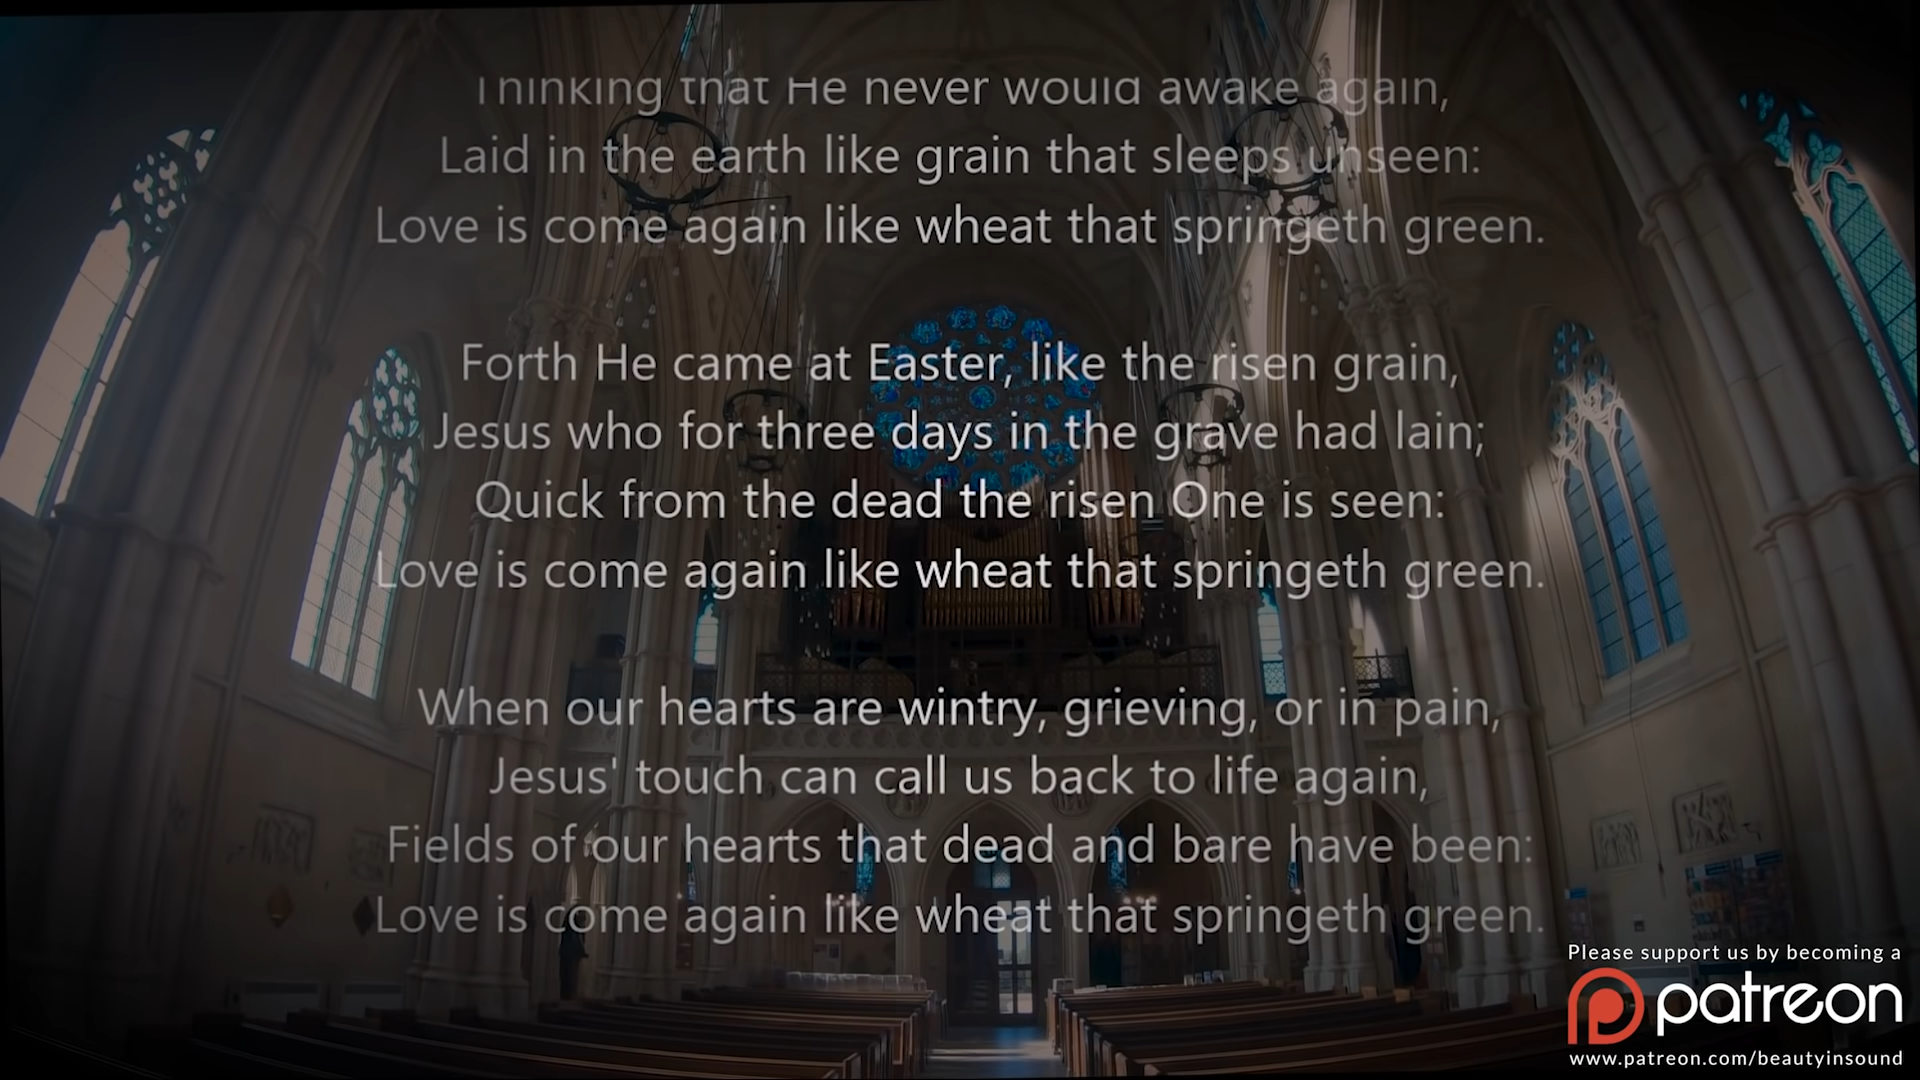 Thinking that He never would awake again,
Laid in the earth like grain that sleeps unseen:
Love is come again like wheat that springeth green.
Forth He came at Easter, like the risen grain,
Jesus who for three days in the grave had lain;
Quick from the dead the risen One is seen:
Love is come again like wheat that springeth green.
When our hearts are wintry, grieving, or in pain,
Jesus' touch can call us back to life again,
Fields of our hearts that dead and bare have been:
Love is come again like wheat that springeth green.
Please support us by becoming a
patreon
www.patreon.com/beautyinsound